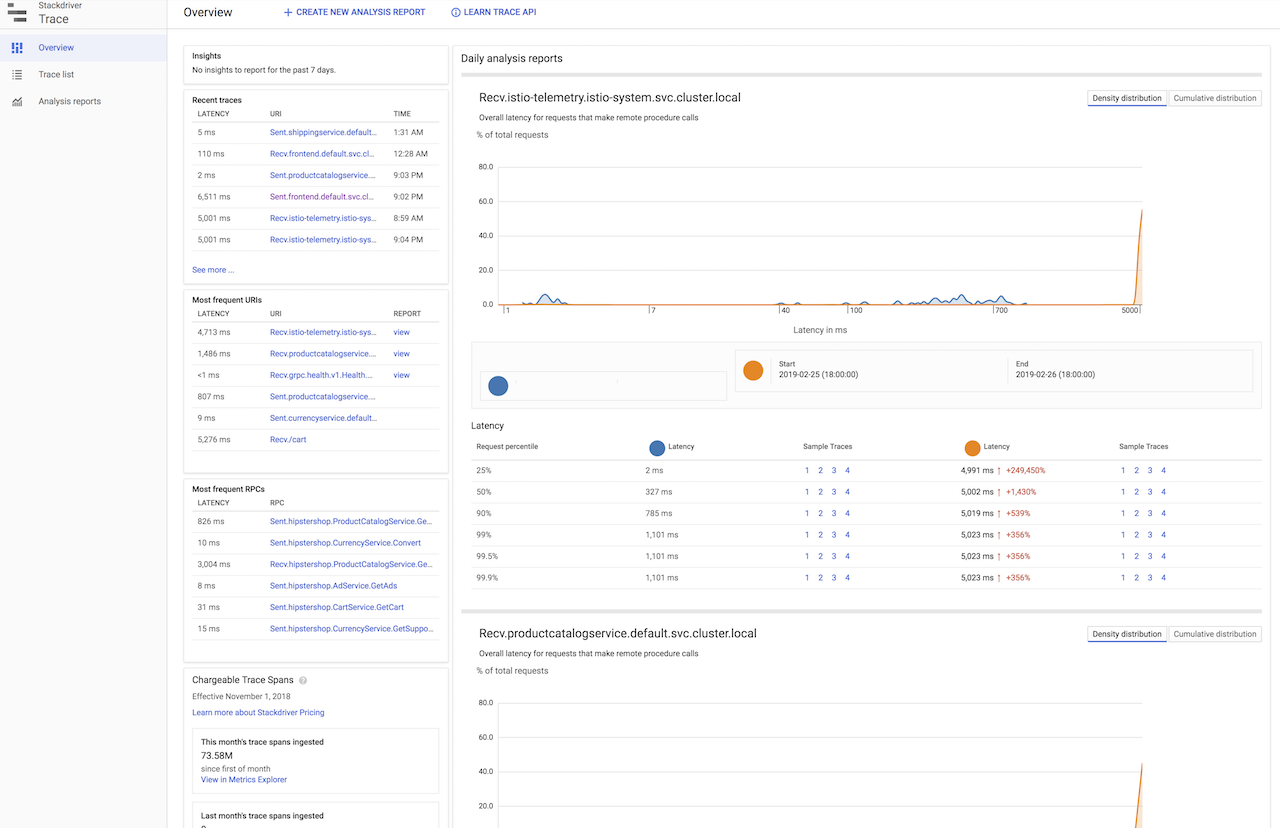 Stackdriver
Trace
Overview
CREATE NEW ANALYSIS REPORT
LEARN TRACE API
Overview
Trace list
Analysis reports
Insights
No insights to report for the past 7 days.
Recent traces
LATENCY URI TIME
5 ms Sent.shippingservice.default... 1:31 AM
110 ms Recv.frontend.default.svc.cl... 12:28 AM
2 ms Sent.productcatalogservice.... 9:03 PM
6,511 ms Sent.frontend.default.svc.cl... 9:02 PM
5,001 ms Recv.istio-telemetry.istio-sys... 8:59 AM
5,001 ms Recv.istio-telemetry.istio-sys... 9:04 PM
See more ...
Most frequent URIs
LATENCY URI REPORT
4,713 ms Recv.istio-telemetry.istio-sys... view
1,486 ms Recv.productcatalogservice.... view
<1 ms Recv.grpc.health.v1.Health.... view
807 ms Sent.productcatalogservice....
9 ms Sent.currencyservice.default...
5,276 ms Recv./cart
Most frequent RPCs
LATENCY RPC
826 ms Sent.hipstershop.ProductCatalogService.Ge...
10 ms Sent.hipstershop.CurrencyService.Convert
3,004 ms Recv.hipstershop.ProductCatalogService.Ge...
8 ms Sent.hipstershop.AdService.GetAds
31 ms Sent.hipstershop.CartService.GetCart
15 ms Sent.hipstershop.CurrencyService.GetSuppo...
Chargeable Trace Spans ?
Effective November 1, 2018
Learn more about Stackdriver Pricing
This month's trace spans ingested
73.58M
since first of month
View in Metrics Explorer
Last month's trace spans ingested
Daily analysis reports
Recv.istio-telemetry.istio-system.svc.cluster.local
Density distribution Cumulative distribution
Overall latency for requests that make remote procedure calls
% of total requests
80.0
60.0
40.0
20.0
0.0
1 7 40 100 700 5000
Latency in ms
Start End
2019-02-25 (18:00:00) 2019-02-26 (18:00:00)
Latency
Request percentile Latency Sample Traces Latency Sample Traces
25% 2 ms 1 2 3 4 4,991 ms ↑ +249,450% 1 2 3 4
50% 327 ms 1 2 3 4 5,002 ms ↑ +1,430% 1 2 3 4
90% 785 ms 1 2 3 4 5,019 ms ↑ +539% 1 2 3 4
99% 1,101 ms 1 2 3 4 5,023 ms ↑ +356% 1 2 3 4
99.5% 1,101 ms 1 2 3 4 5,023 ms ↑ +356% 1 2 3 4
99.9% 1,101 ms 1 2 3 4 5,023 ms ↑ +356% 1 2 3 4
Recv.productcatalogservice.default.svc.cluster.local
Density distribution Cumulative distribution
Overall latency for requests that make remote procedure calls
% of total requests
80.0
60.0
40.0
20.0